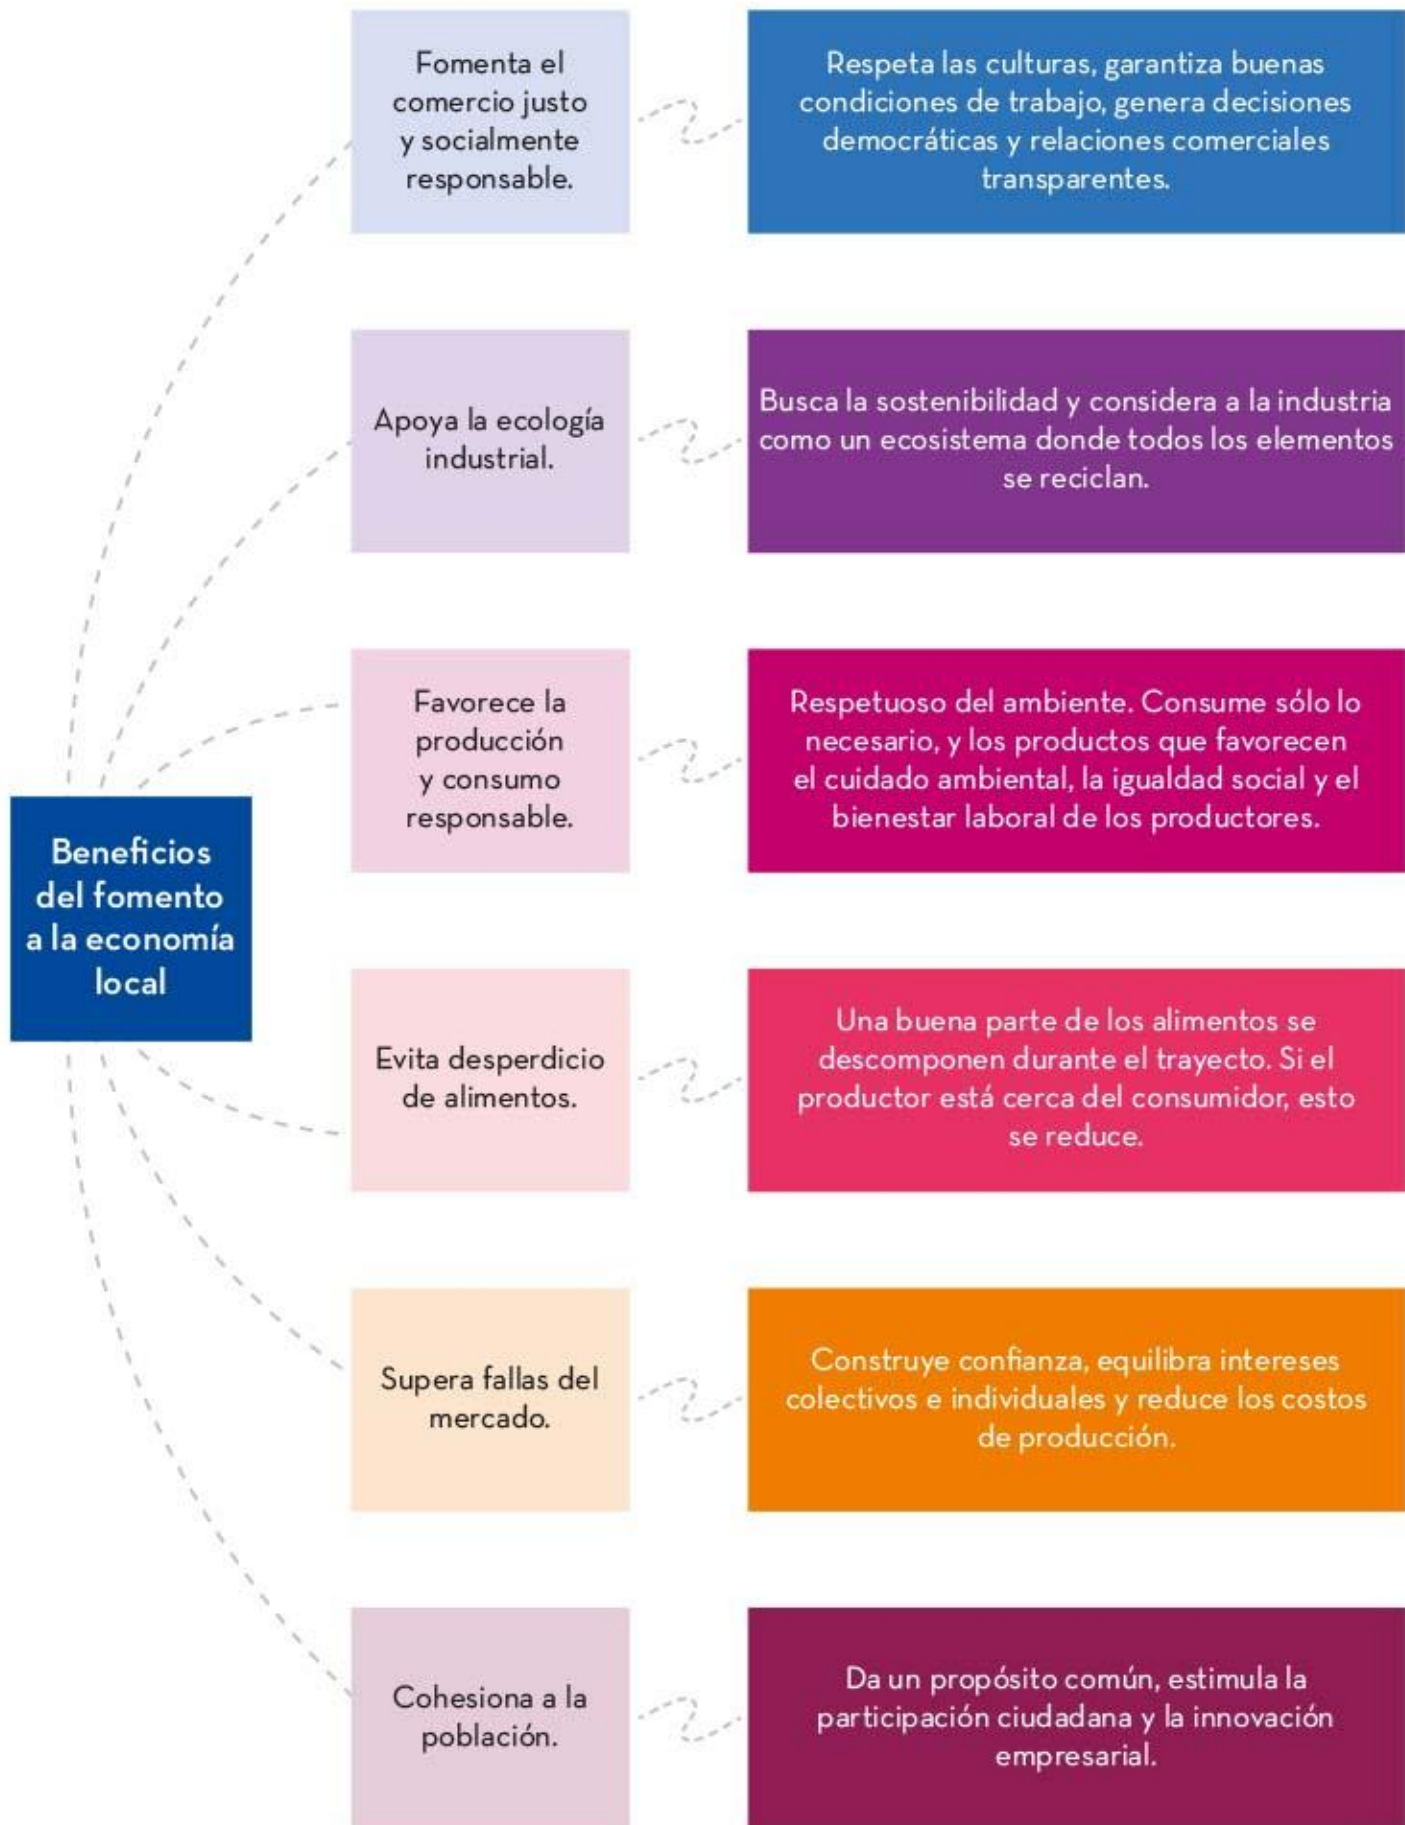 Fomenta el
comercio justo
y socialmente
responsable.
Respeta las culturas, garantiza buenas
condiciones de trabajo, genera decisiones
democráticas y relaciones comerciales
transparentes.
Apoya la ecología
industrial.
Busca la sostenibilidad y considera a la industria
como un ecosistema donde todos los elementos
se reciclan.
Favorece la
producción
y consumo
responsable.
Respetuoso del ambiente. Consume sólo lo
necesario, y los productos que favorecen
el cuidado ambiental, la igualdad social y el
bienestar laboral de los productores.
Beneficios
del fomento
a la economía
local
Evita desperdicio
de alimentos.
Una buena parte de los alimentos se
descomponen durante el trayecto. Si el
productor está cerca del consumidor, esto
se reduce.
Supera fallas del
mercado.
Construye confianza, equilibra intereses
colectivos e individuales y reduce los costos
de producción.
Cohesiona a la
población.
Da un propósito común, estimula la
participación ciudadana y la innovación
empresarial.